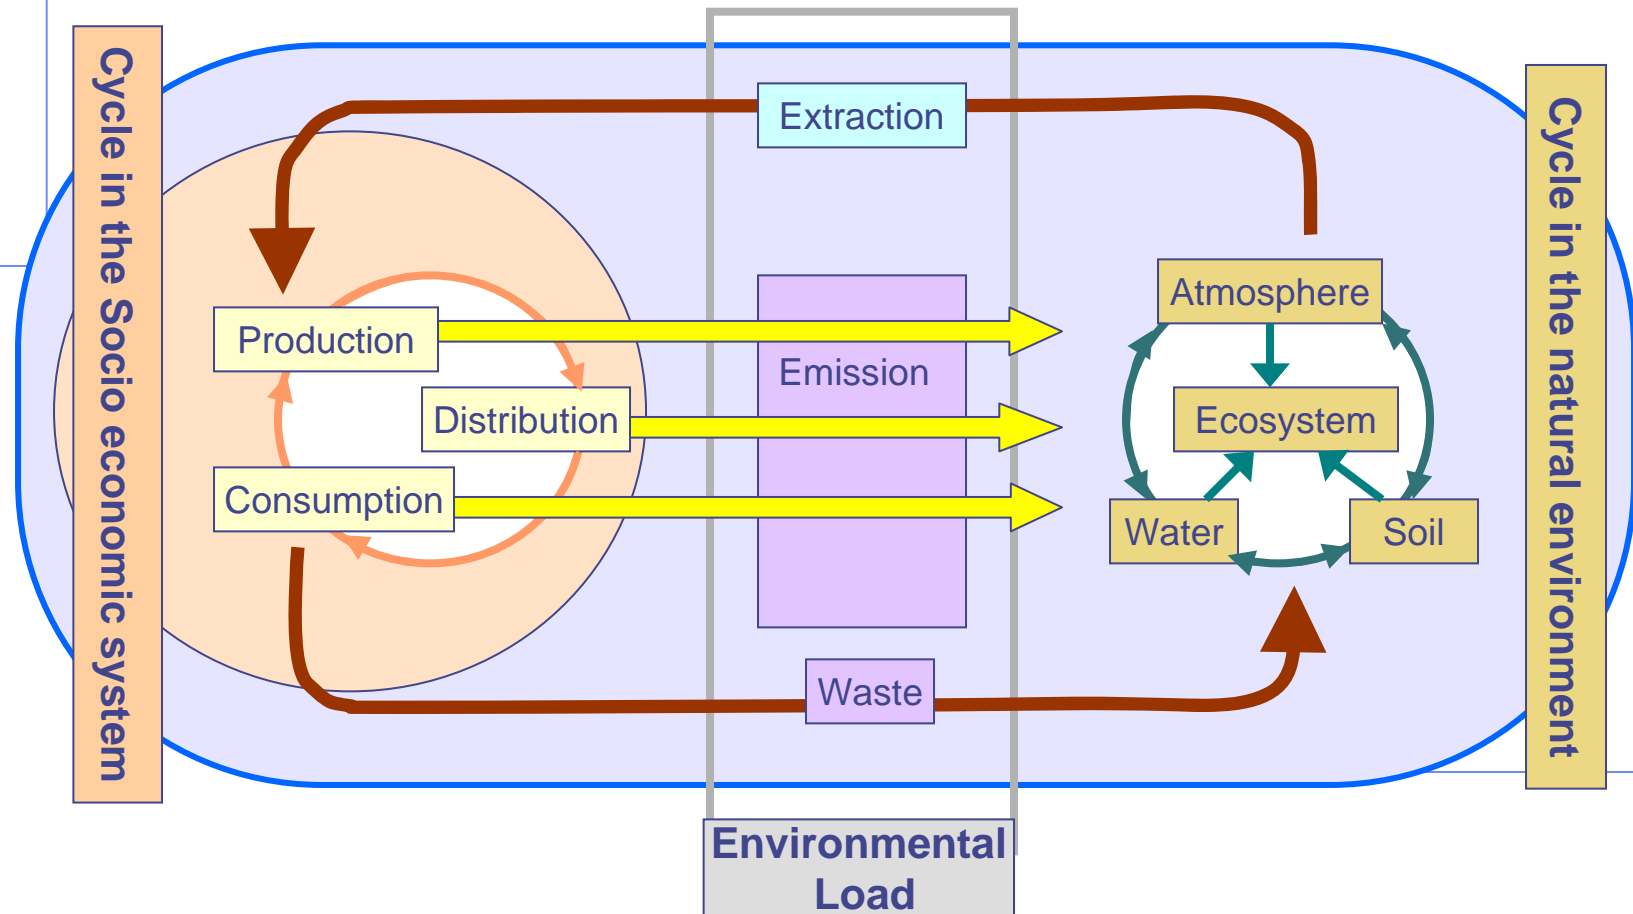 Cycle in the Socio economic system
Extraction
Production
Distribution
Consumption
Emission
Waste
Environmental
Load
Atmosphere
Ecosystem
Water
Soil
Cycle in the natural environment